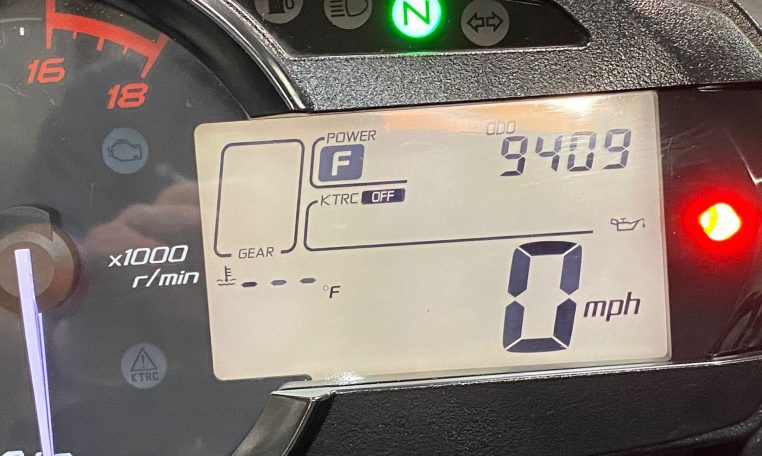 N
16
18
POWER
F
ODO
9409
KTRC OFF
GEAR
x1000
r/min
--- °F
0 mph
KTRC